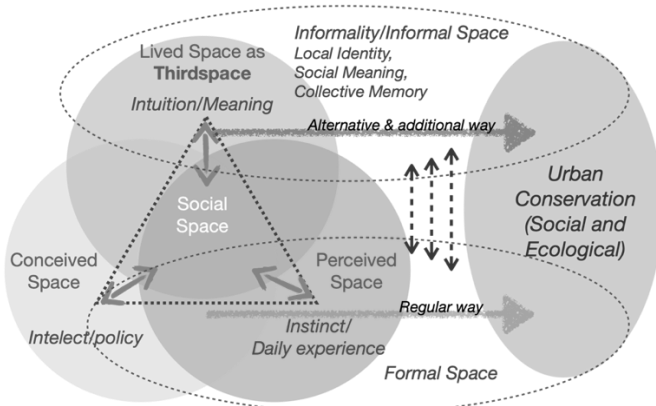 Lived Space as
Thirdspace
Intuition/Meaning
Informality/Informal Space
Local Identity,
Social Meaning,
Collective Memory
Alternative & additional way
Social
Space
Urban
Conservation
(Social and
Ecological)
Conceived
Space
Perceived
Space
Regular way
Intelect/policy
Instinct/
Daily experience
Formal Space